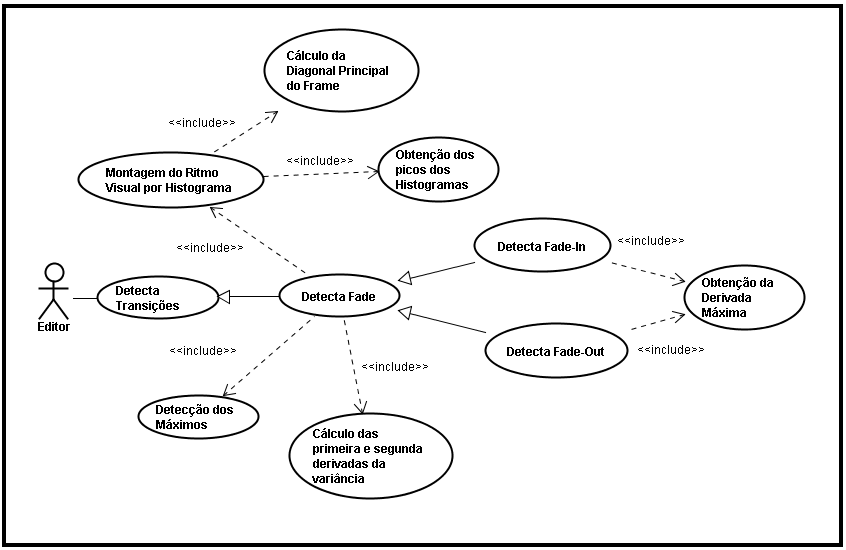 Cálculo da
Diagonal Principal
do Frame
<<include>>
<<include>>
Montagem do Ritmo
Visual por Histograma
Obtenção dos
picos dos
Histogramas
<<include>>
Detecta Fade-In
<<include>>
Editor
Detecta
Transições
Detecta Fade
Obtenção da
Derivada
Máxima
Detecta Fade-Out
<<include>>
<<include>>
<<include>>
Detecção dos
Máximos
Cálculo das
primeira e segunda
derivadas da
variância